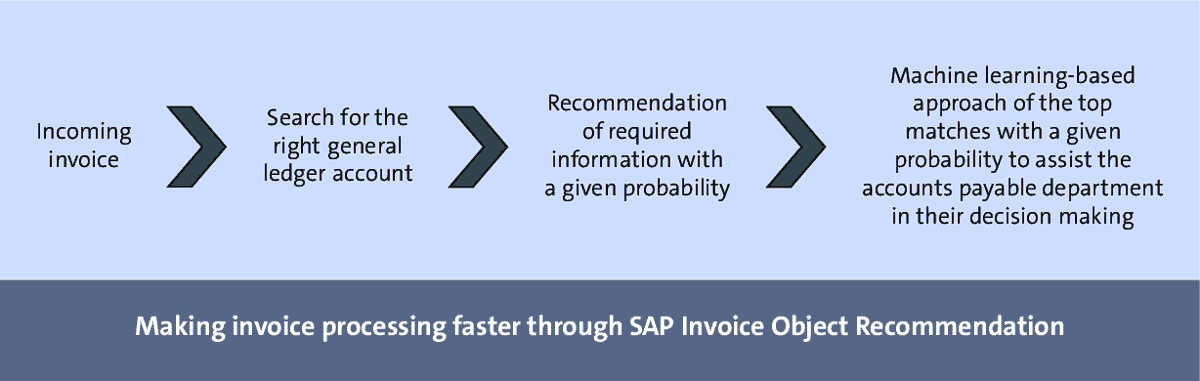 Incoming
invoice
Search for the
right general
ledger account
Recommendation
of required
information with
a given probability
Machine learning-based
approach of the top
matches with a given
probability to assist the
accounts payable department
in their decision making
Making invoice processing faster through SAP Invoice Object Recommendation